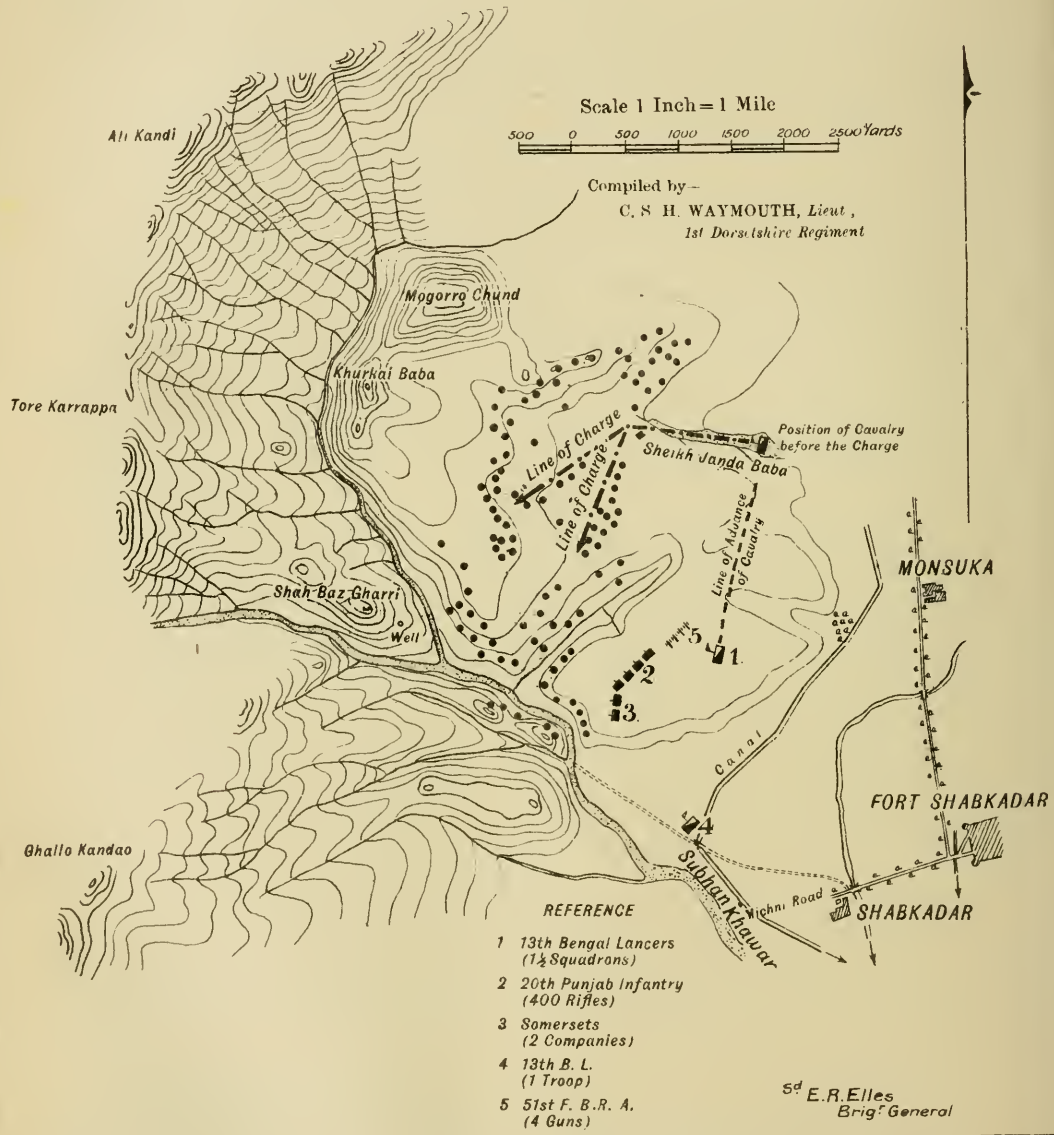 Scale 1 Inch = 1 Mile
500 0 500 1000 1500 2000 2500 Yards
Compiled by—
C. S H. WAYMOUTH, Lieut,
1st Dorsetshire Regiment
Ali Kandi
Mogorro Chund
Khurkai Baba
Tore Karrappa
Line of Charge
Line of Charge
Sheikh Janda Baba
Position of Cavalry
before the Charge
Line of Advance
of Cavalry
MONSUKA
Shah Baz Gharri
Well
5
1.
2
3.
Canal
FORT SHABKADAR
4
Ghallo Kandao
Subhan Khawar
Michni Road
SHABKADAR
REFERENCE
1 13th Bengal Lancers
(1½ Squadrons)
2 20th Punjab Infantry
(400 Rifles)
3 Somersets
(2 Companies)
4 13th B. L.
(1 Troop)
5 51st F. B. R. A.
(4 Guns)
Sd E. R. Elles
Brigr General